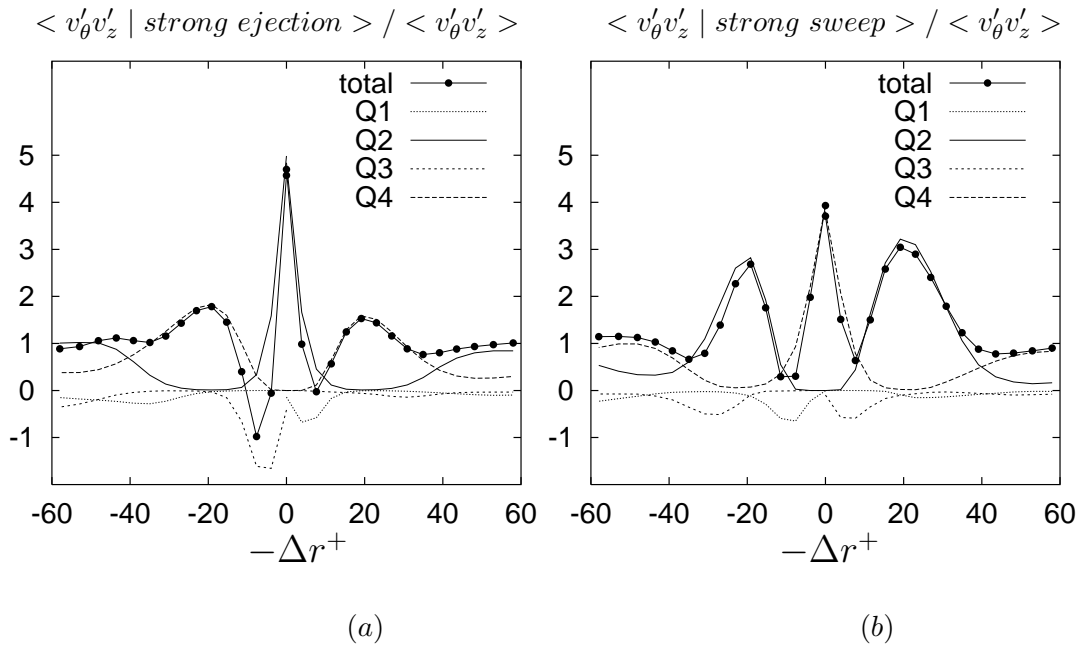 < v′θv′z | strong ejection > / < v′θv′z >
< v′θv′z | strong sweep > / < v′θv′z >
total
Q1
Q2
Q3
Q4
5
4
3
2
1
0
-1
-60 -40 -20 0 20 40 60
−Δr+
(a)
total
Q1
Q2
Q3
Q4
5
4
3
2
1
0
-1
-60 -40 -20 0 20 40 60
−Δr+
(b)